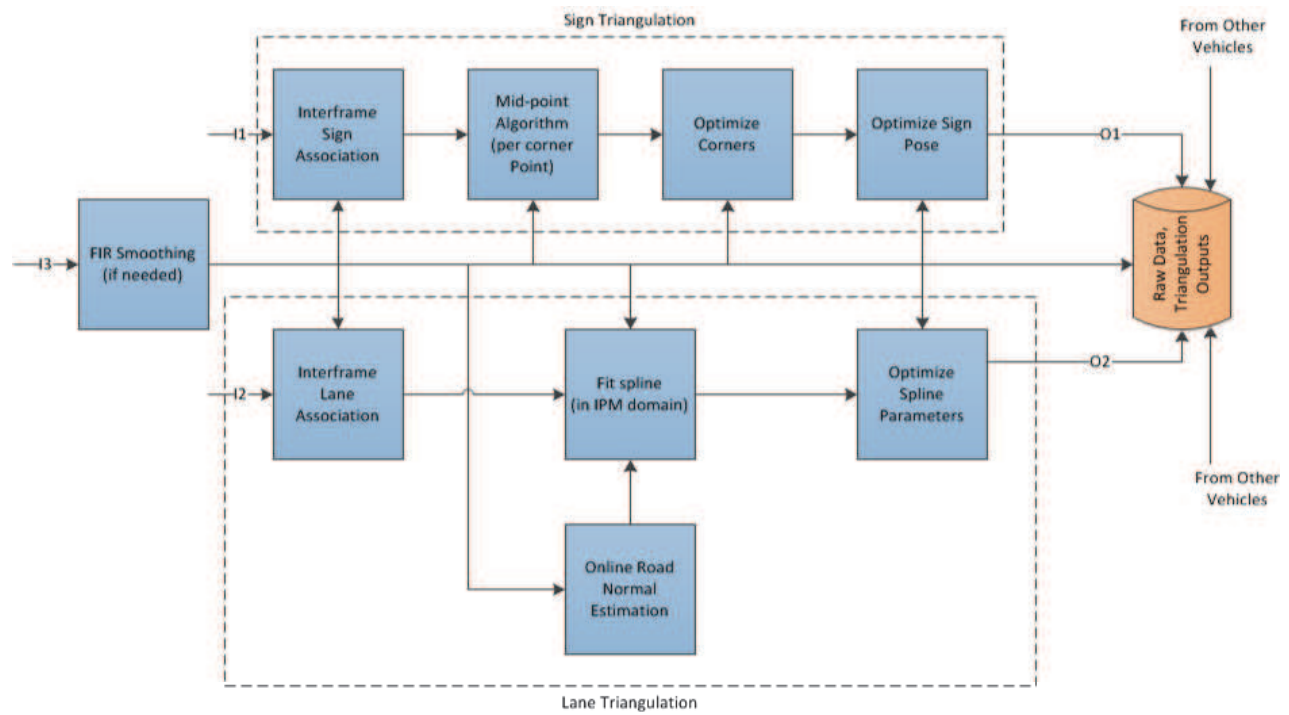 Sign Triangulation
From Other
Vehicles
Interframe
Sign
Association
Mid-point
Algorithm
(per corner
Point)
Optimize
Corners
Optimize Sign
Pose
I1
O1
FIR Smoothing
(if needed)
I3
Raw Data,
Triangulation
Outputs
Interframe
Lane
Association
Fit spline
(in IPM domain)
Optimize
Spline
Parameters
I2
O2
From Other
Vehicles
Online Road
Normal
Estimation
Lane Triangulation